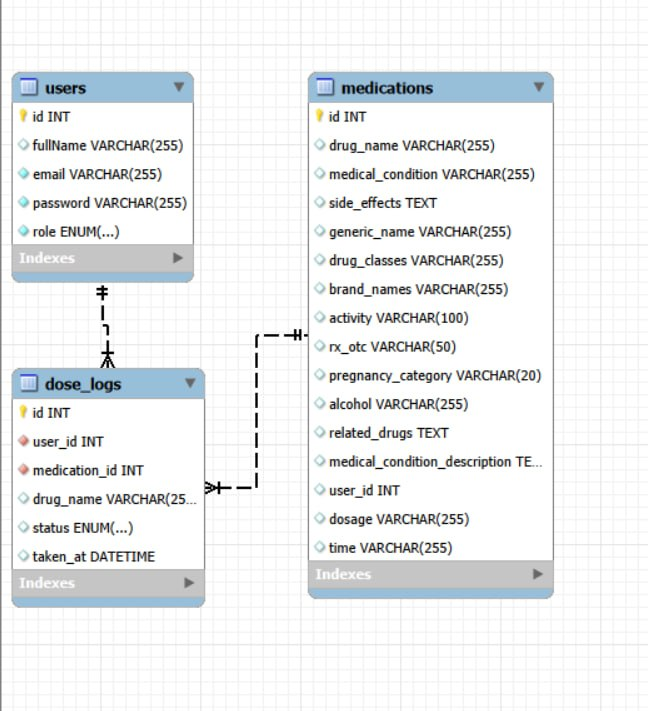 users
id INT
fullName VARCHAR(255)
email VARCHAR(255)
password VARCHAR(255)
role ENUM(...)
Indexes
dose_logs
id INT
user_id INT
medication_id INT
drug_name VARCHAR(25...
status ENUM(...)
taken_at DATETIME
Indexes
medications
id INT
drug_name VARCHAR(255)
medical_condition VARCHAR(255)
side_effects TEXT
generic_name VARCHAR(255)
drug_classes VARCHAR(255)
brand_names VARCHAR(255)
activity VARCHAR(100)
rx_otc VARCHAR(50)
pregnancy_category VARCHAR(20)
alcohol VARCHAR(255)
related_drugs TEXT
medical_condition_description TE...
user_id INT
dosage VARCHAR(255)
time VARCHAR(255)
Indexes